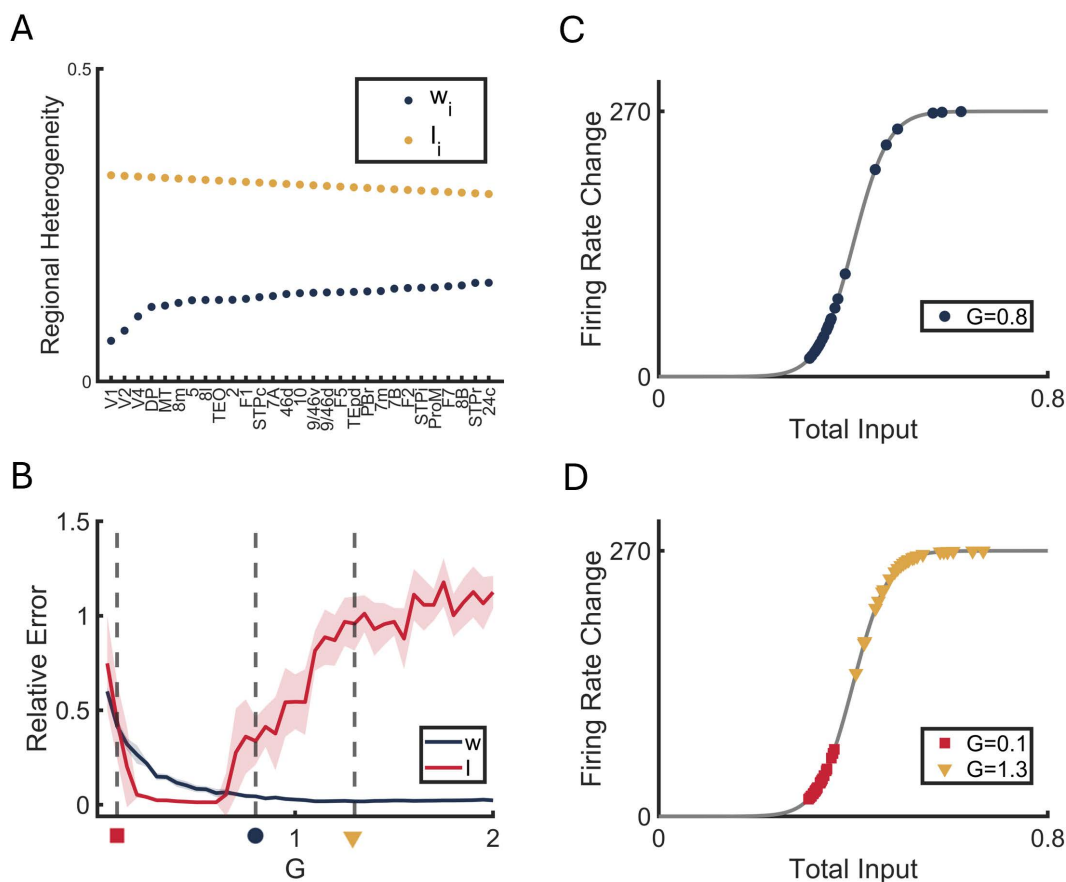 A
0.5
Regional Heterogeneity
w i
I i
0
V1
V2
V4
DP
MT
8m
5
8l
TEO
2
F1
STPc
7A
46d
10
9/46v
9/46d
F5
TEpd
PBr
7m
7B
F2
STPi
ProM
F7
8B
STPr
24c
C
270
Firing Rate Change
G=0.8
0
0
0.8
Total Input
B
1.5
1
Relative Error
0.5
w
I
0
1
2
G
D
270
Firing Rate Change
G=0.1
G=1.3
0
0
0.8
Total Input